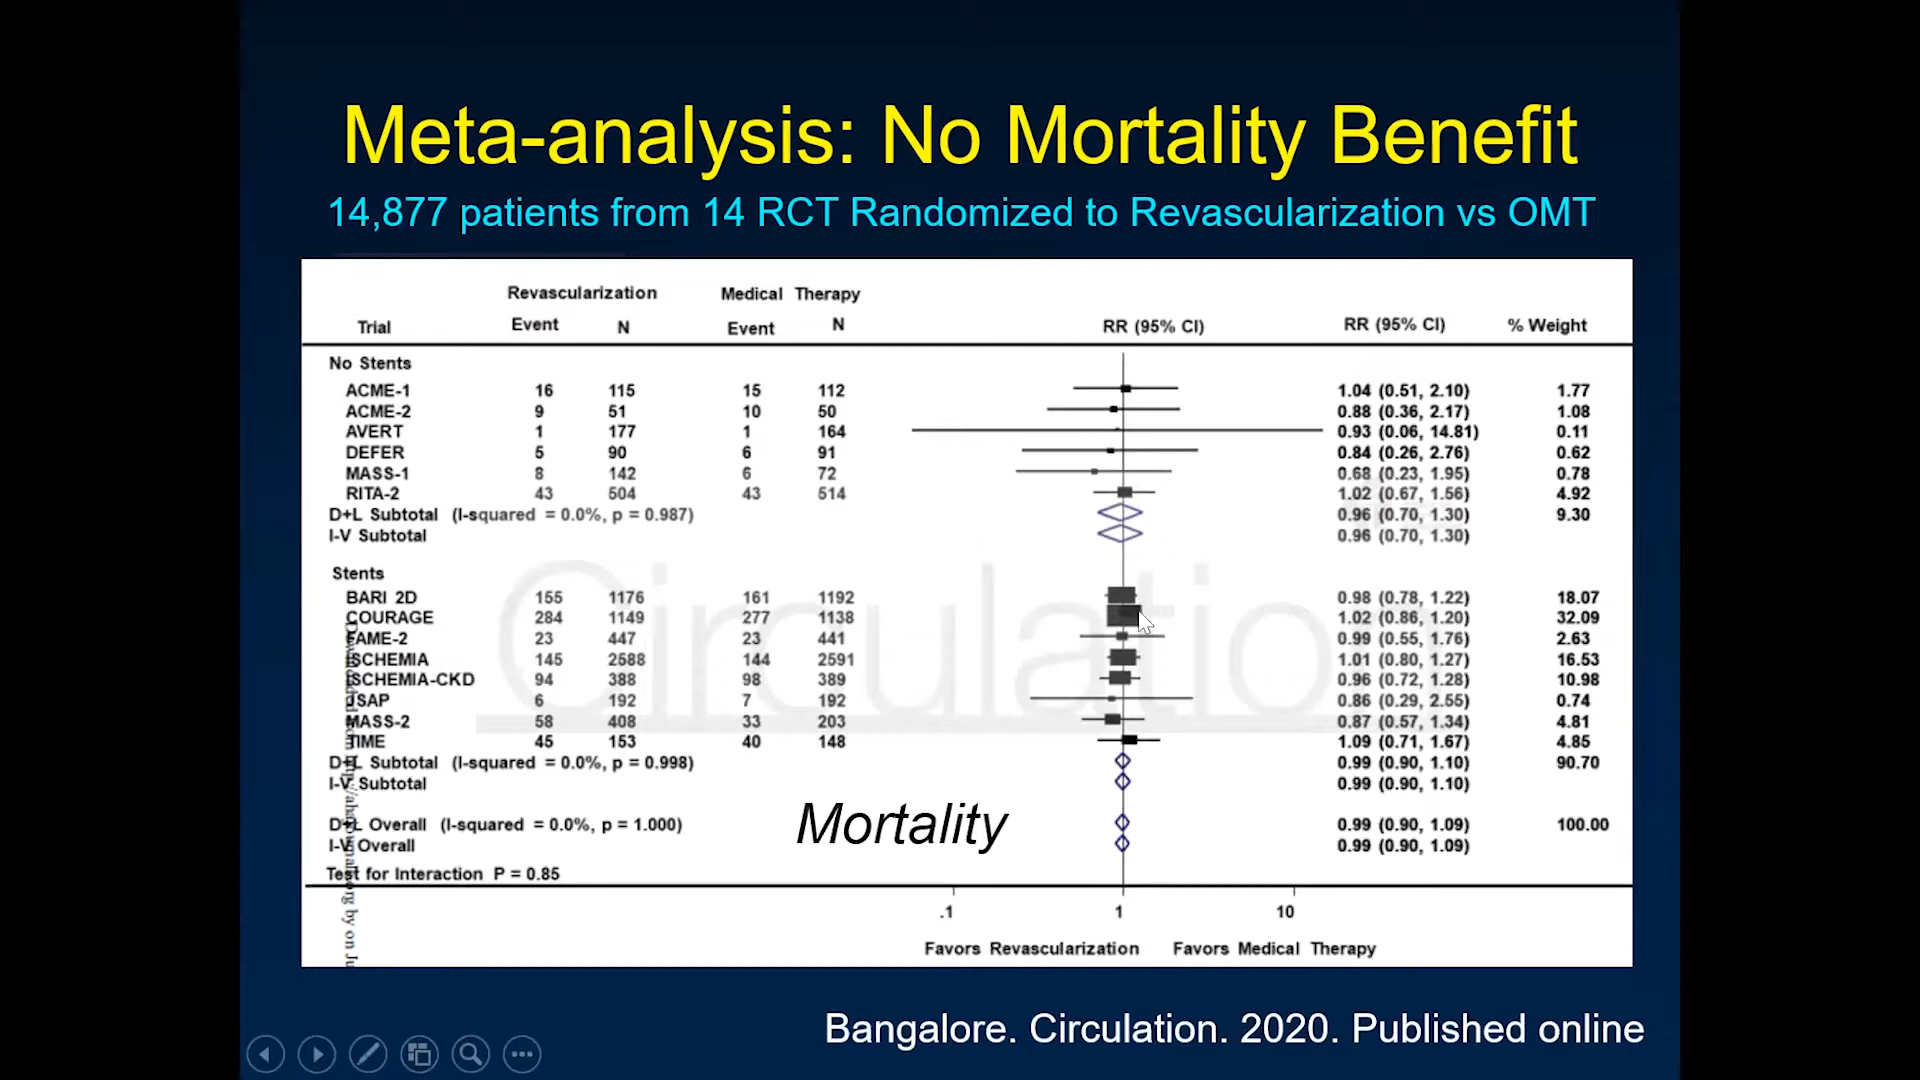 Meta-analysis: No Mortality Benefit
14,877 patients from 14 RCT Randomized to Revascularization vs OMT
Revascularization Medical Therapy
Trial Event N Event N RR (95% CI) RR (95% CI) % Weight
No Stents
ACME-1 16 115 15 112 1.04 (0.51, 2.10) 1.77
ACME-2 9 51 10 50 0.88 (0.36, 2.17) 1.08
AVERT 1 177 1 164 0.93 (0.06, 14.81) 0.11
DEFER 5 90 6 91 0.84 (0.26, 2.76) 0.62
MASS-1 8 142 6 72 0.68 (0.23, 1.95) 0.78
RITA-2 43 504 43 514 1.02 (0.67, 1.56) 4.92
D+L Subtotal (I-squared = 0.0%, p = 0.987) 0.96 (0.70, 1.30) 9.30
I-V Subtotal 0.96 (0.70, 1.30)
Stents
BARI 2D 155 1176 161 1192 0.98 (0.78, 1.22) 18.07
COURAGE 284 1149 277 1138 1.02 (0.86, 1.20) 32.09
FAME-2 23 447 23 441 0.99 (0.55, 1.76) 2.63
ISCHEMIA 145 2588 144 2591 1.01 (0.80, 1.27) 16.53
ISCHEMIA-CKD 94 388 98 389 0.96 (0.72, 1.28) 10.98
JSAP 6 192 7 192 0.86 (0.29, 2.55) 0.74
MASS-2 58 408 33 203 0.87 (0.57, 1.34) 4.81
TIME 45 153 40 148 1.09 (0.71, 1.67) 4.85
D+L Subtotal (I-squared = 0.0%, p = 0.998) 0.99 (0.90, 1.10) 90.70
I-V Subtotal 0.99 (0.90, 1.10)
D+L Overall (I-squared = 0.0%, p = 1.000) 0.99 (0.90, 1.09) 100.00
I-V Overall 0.99 (0.90, 1.09)
Test for Interaction P = 0.85
Mortality
.1 1 10
Favors Revascularization Favors Medical Therapy
Circulation
Bangalore. Circulation. 2020. Published online